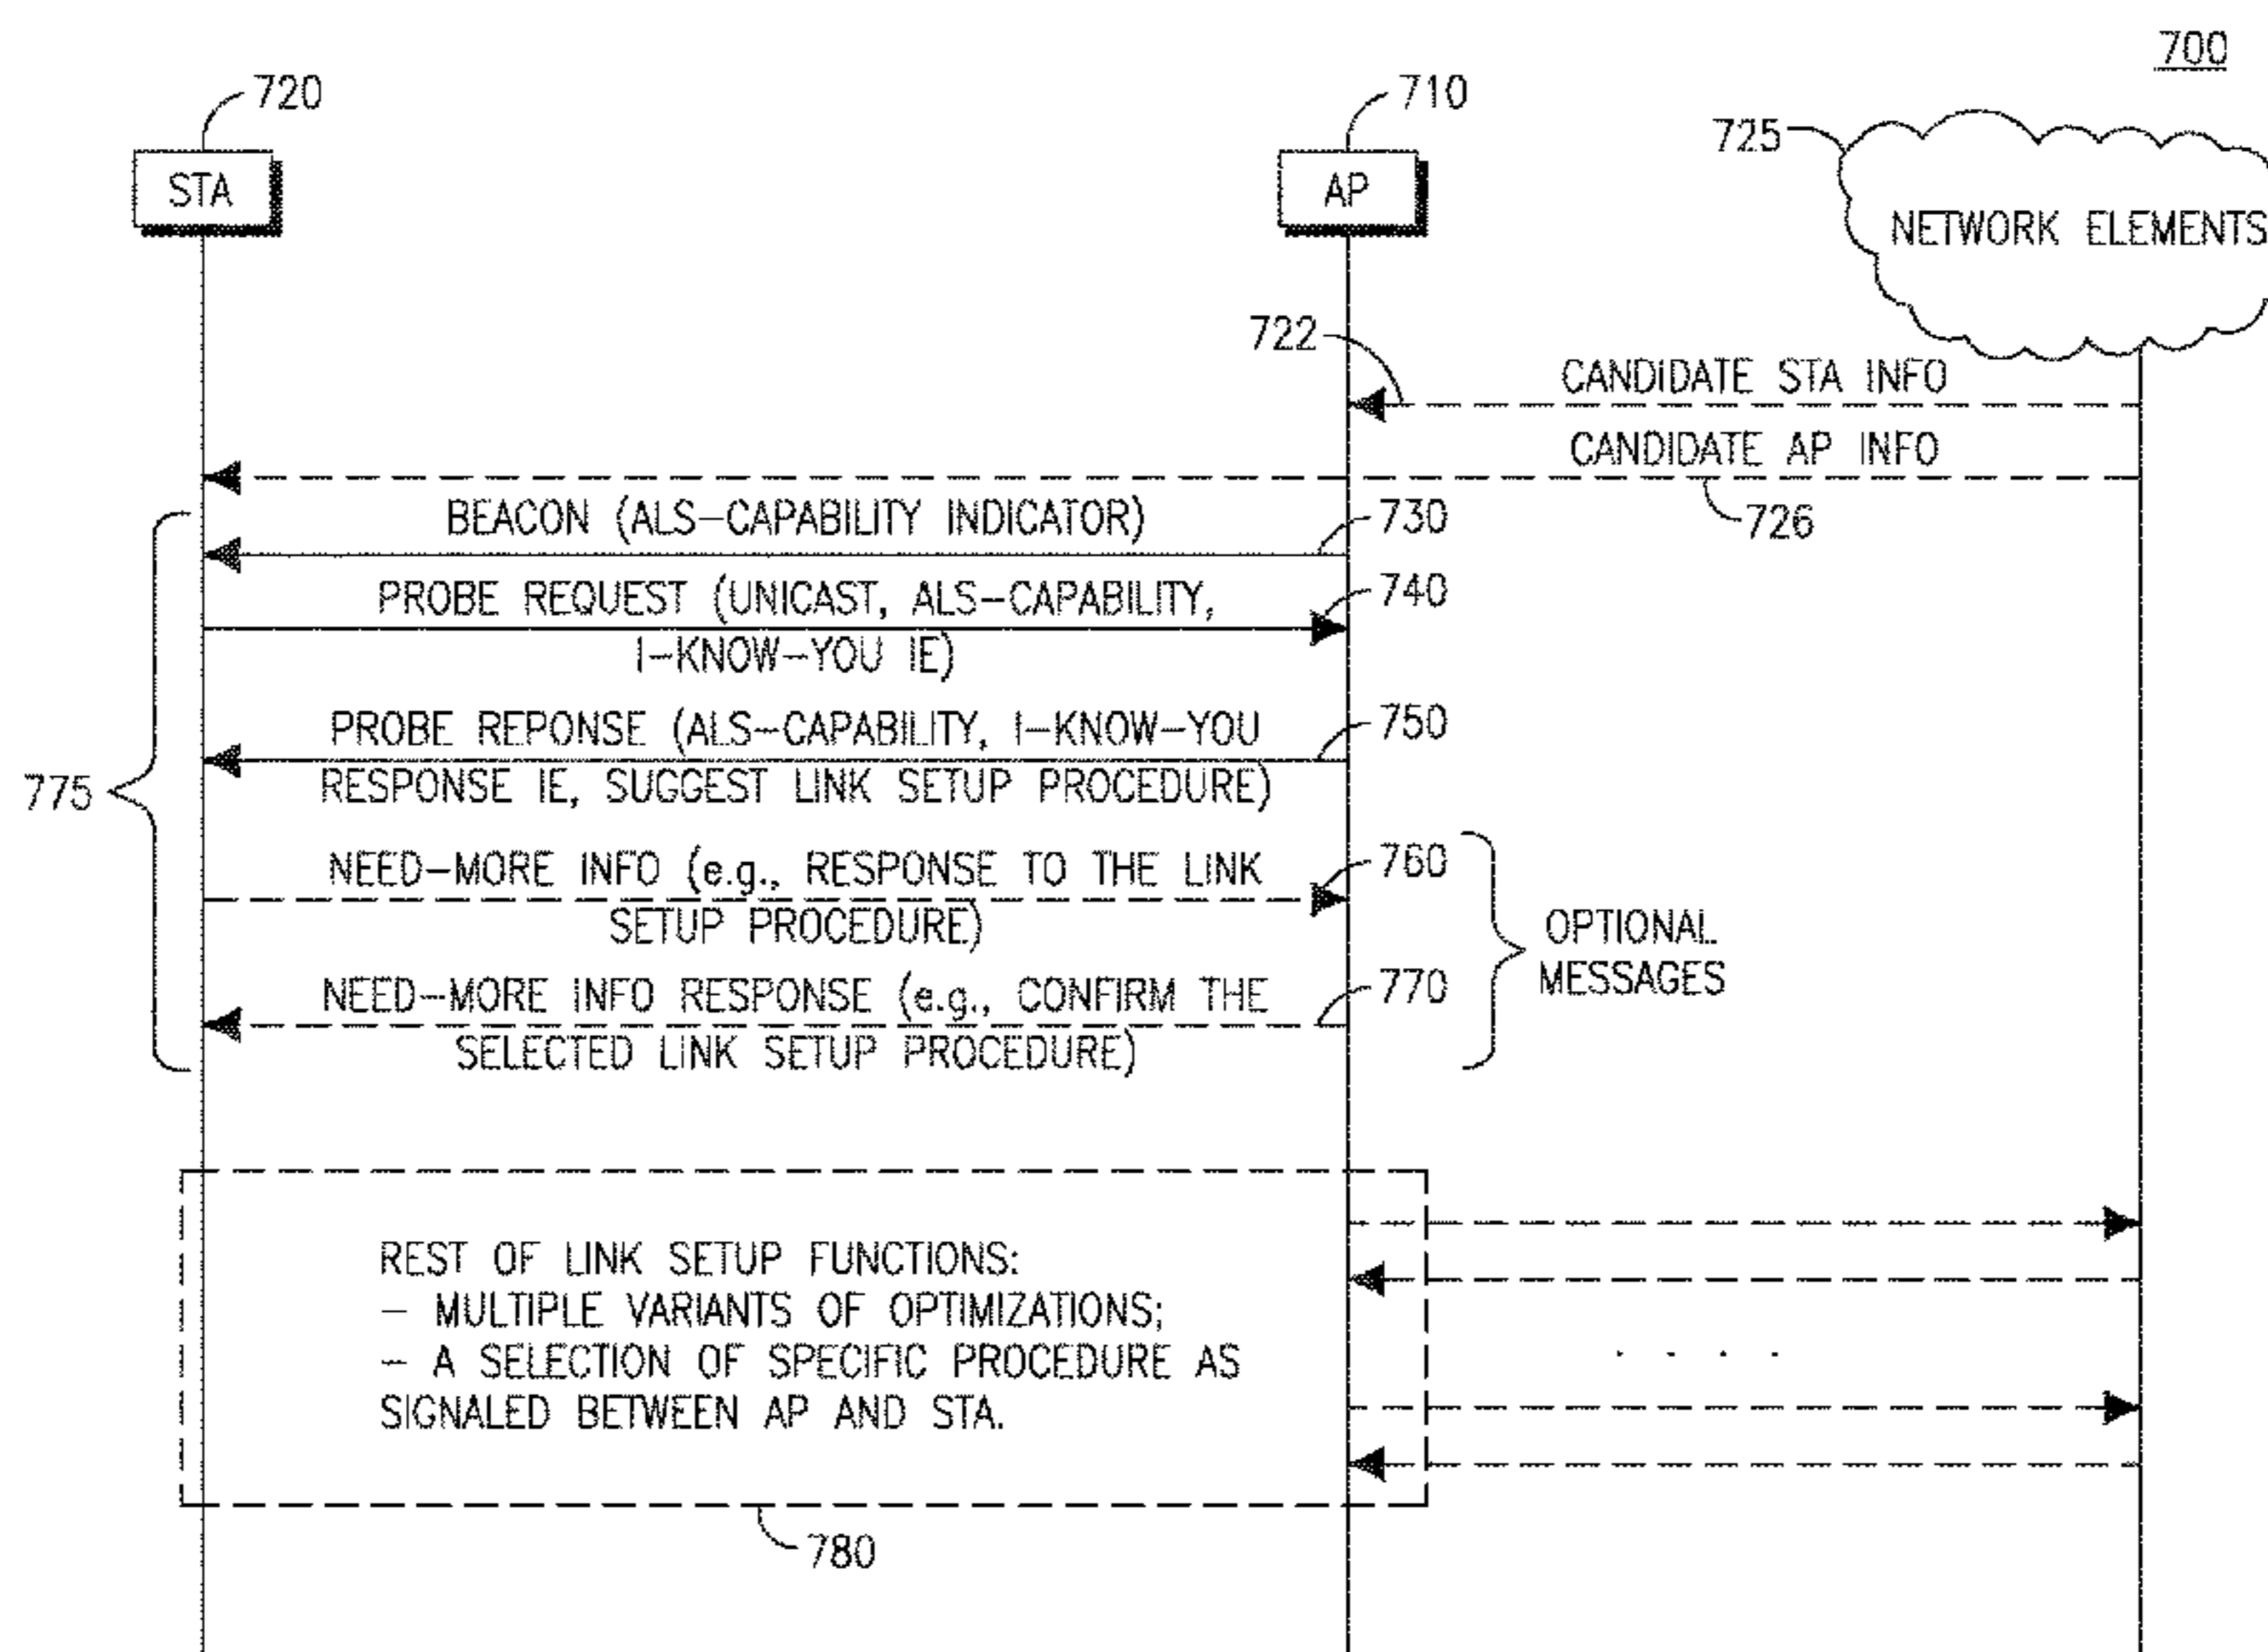 700
720
710
725
STA
AP
NETWORK ELEMENTS
722
CANDIDATE STA INFO
CANDIDATE AP INFO
726
BEACON (ALS-CAPABILITY INDICATOR)
730
PROBE REQUEST (UNICAST, ALS-CAPABILITY,
I-KNOW-YOU IE)
740
PROBE REPONSE (ALS-CAPABILITY, I-KNOW-YOU
RESPONSE IE, SUGGEST LINK SETUP PROCEDURE)
750
775
NEED-MORE INFO (e.g., RESPONSE TO THE LINK
SETUP PROCEDURE)
760
NEED-MORE INFO RESPONSE (e.g., CONFIRM THE
SELECTED LINK SETUP PROCEDURE)
770
OPTIONAL
MESSAGES
REST OF LINK SETUP FUNCTIONS:
- MULTIPLE VARIANTS OF OPTIMIZATIONS;
- A SELECTION OF SPECIFIC PROCEDURE AS
SIGNALED BETWEEN AP AND STA.
. . . .
780